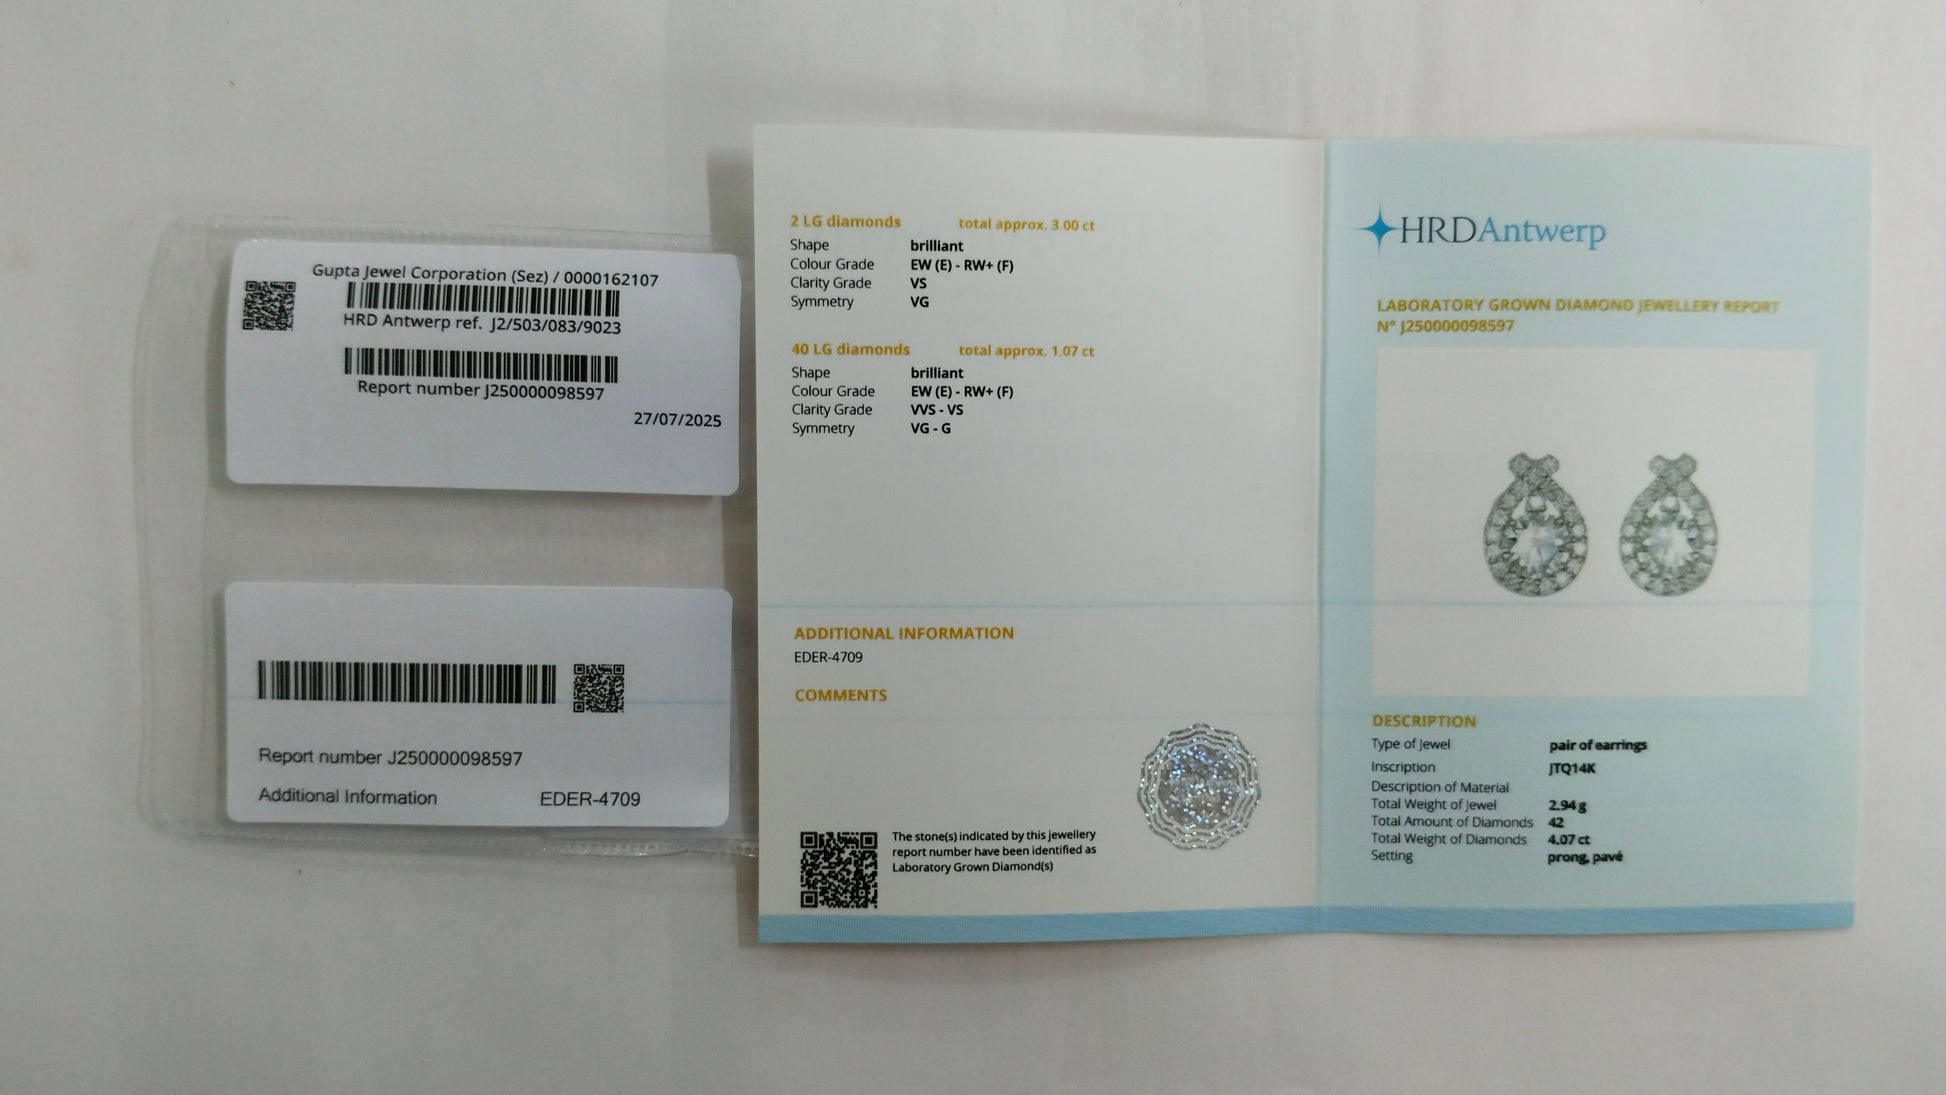 Gupta Jewel Corporation (Sez) / 0000162107
HRD Antwerp ref. J2/503/083/9023
Report number J250000098597
27/07/2025
Report number J250000098597
Additional Information EDER-4709
2 LG diamonds total approx. 3.00 ct
Shape brilliant
Colour Grade EW (E) - RW+ (F)
Clarity Grade VS
Symmetry VG
40 LG diamonds total approx. 1.07 ct
Shape brilliant
Colour Grade EW (E) - RW+ (F)
Clarity Grade VVS - VS
Symmetry VG - G
ADDITIONAL INFORMATION
EDER-4709
COMMENTS
The stone(s) indicated by this jewellery
report number have been identified as
Laboratory Grown Diamond(s)
HRDAntwerp
LABORATORY GROWN DIAMOND JEWELLERY REPORT
N° J250000098597
DESCRIPTION
Type of Jewel pair of earrings
Inscription JTQ14K
Description of Material
Total Weight of Jewel 2.94 g
Total Amount of Diamonds 42
Total Weight of Diamonds 4.07 ct
Setting prong, pavé